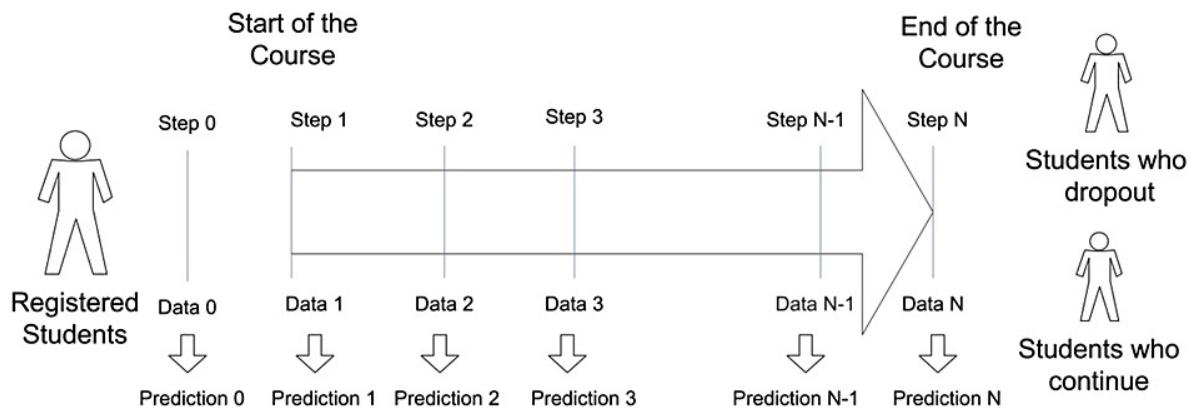 Start of the
Course
End of the
Course
Step 0
Step 1
Step 2
Step 3
Step N-1
Step N
Registered
Students
Students who
dropout
Data 0
Data 1
Data 2
Data 3
Data N-1
Data N
Students who
continue
Prediction 0
Prediction 1
Prediction 2
Prediction 3
Prediction N-1
Prediction N